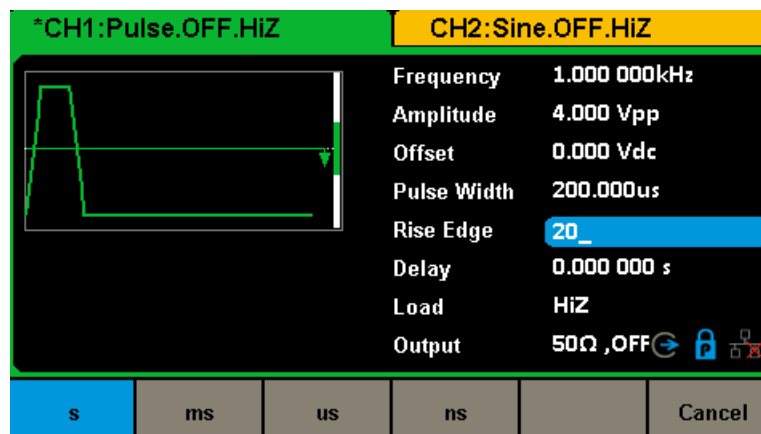 *CH1:Pulse.OFF.HiZ CH2:Sine.OFF.HiZ
Frequency 1.000 000kHz
Amplitude 4.000 Vpp
Offset 0.000 Vdc
Pulse Width 200.000us
Rise Edge 20_
Delay 0.000 000 s
Load HiZ
Output 50Ω ,OFF P
s ms us ns Cancel